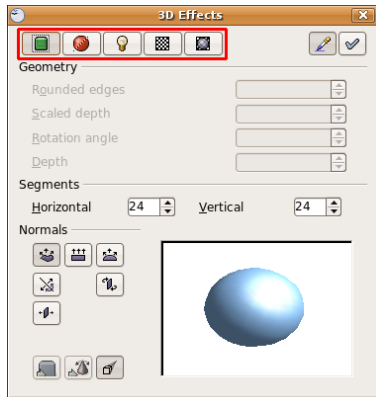 3D Effects
Geometry
Rounded edges
Scaled depth
Rotation angle
Depth
Segments
Horizontal 24 Vertical 24
Normals